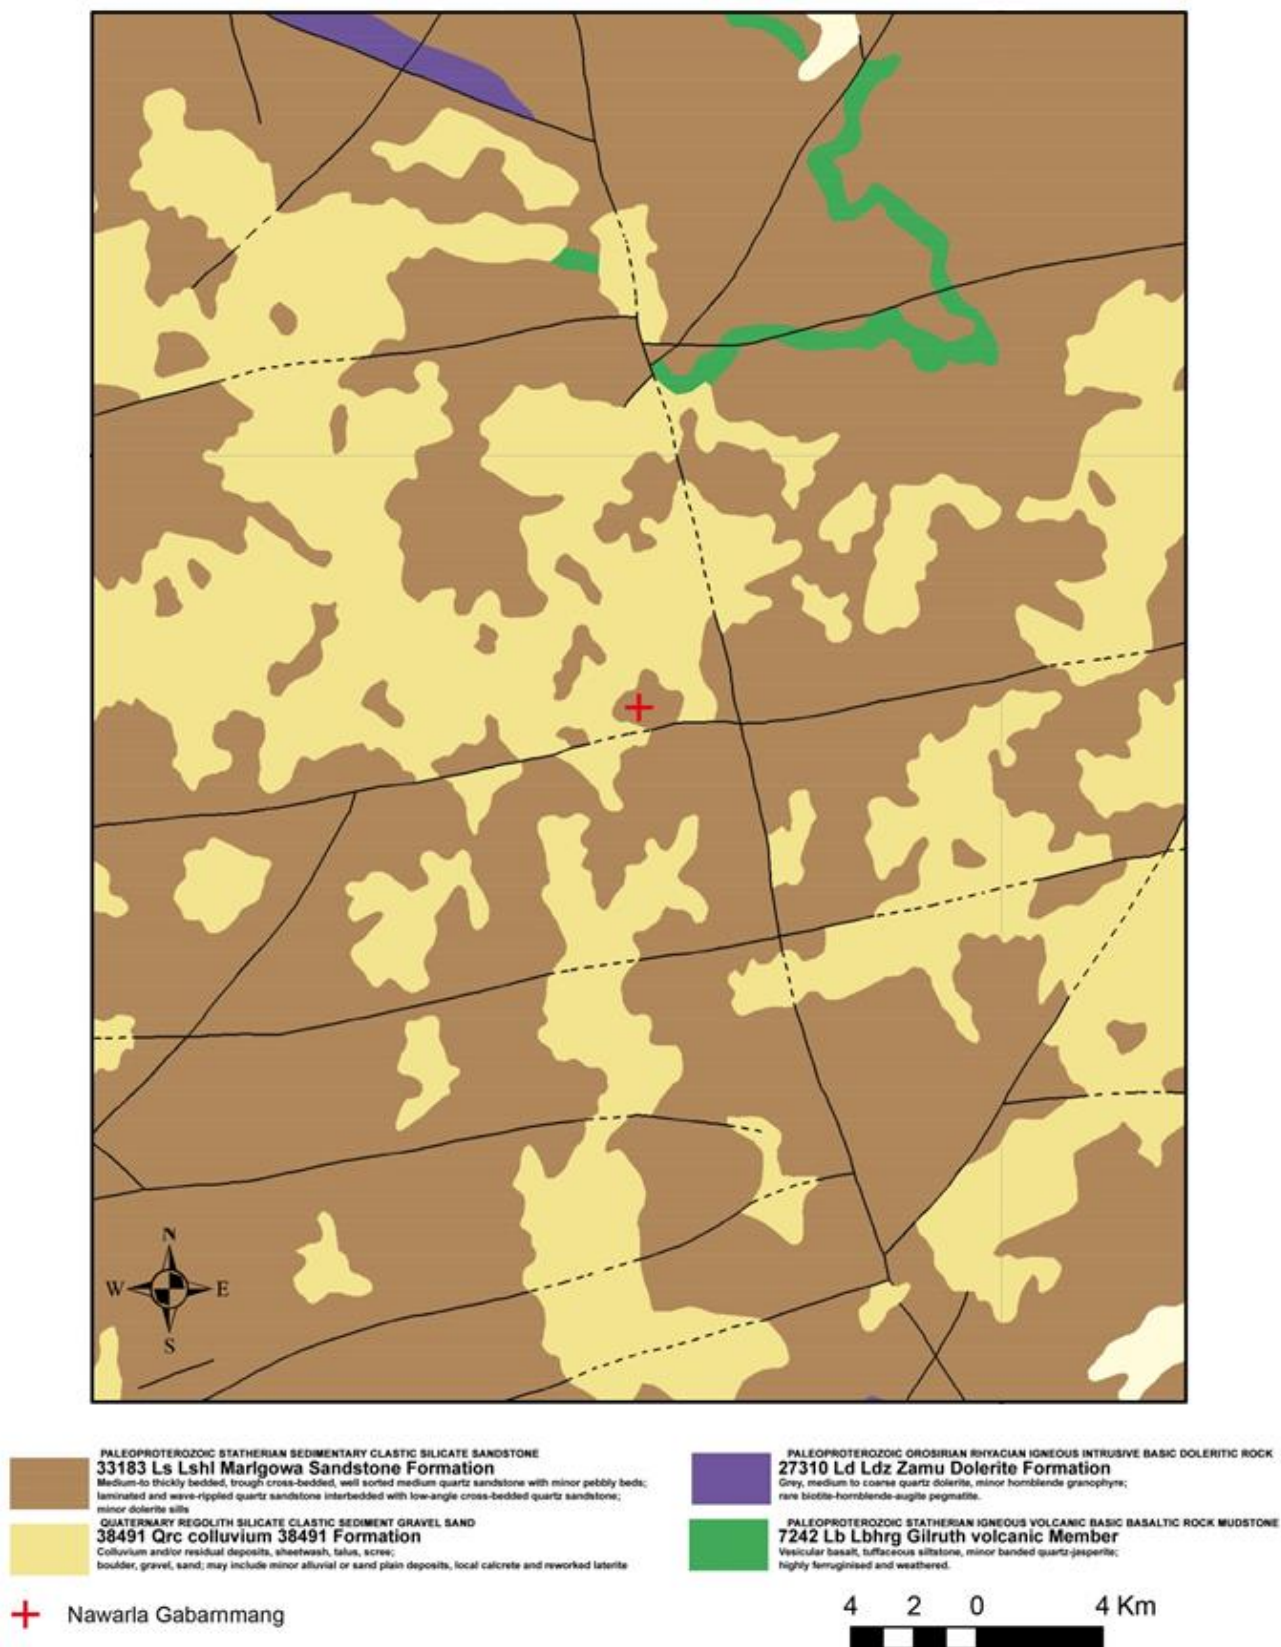 N
W E
S
PALEOPROTEROZOIC STATHERIAN SEDIMENTARY CLASTIC SILICATE SANDSTONE
33183 Ls Lshl Marlgowa Sandstone Formation
Medium-to thickly bedded, trough cross-bedded, well sorted medium quartz sandstone with minor pebbly beds;
laminated and wave-rippled quartz sandstone interbedded with low-angle cross-bedded quartz sandstone;
minor dolerite sills
QUATERNARY REGOLITH SILICATE CLASTIC SEDIMENT GRAVEL SAND
38491 Qrc colluvium 38491 Formation
Colluvium and/or residual deposits, sheetwash, talus, scree;
boulder, gravel, sand; may include minor alluvial or sand plain deposits, local calcrete and reworked laterite
Nawarla Gabarnmang
PALEOPROTEROZOIC OROSIRIAN RHYACIAN IGNEOUS INTRUSIVE BASIC DOLERITIC ROCK
27310 Ld Ldz Zamu Dolerite Formation
Grey, medium to coarse quartz dolerite, minor hornblende granophyre;
rare biotite-hornblende-augite pegmatite.
PALEOPROTEROZOIC STATHERIAN IGNEOUS VOLCANIC BASIC BASALTIC ROCK MUDSTONE
7242 Lb Lbhrg Gilruth volcanic Member
Vesicular basalt, tuffaceous siltstone, minor banded quartz-jasperite;
highly ferruginised and weathered.
4 2 0 4 Km